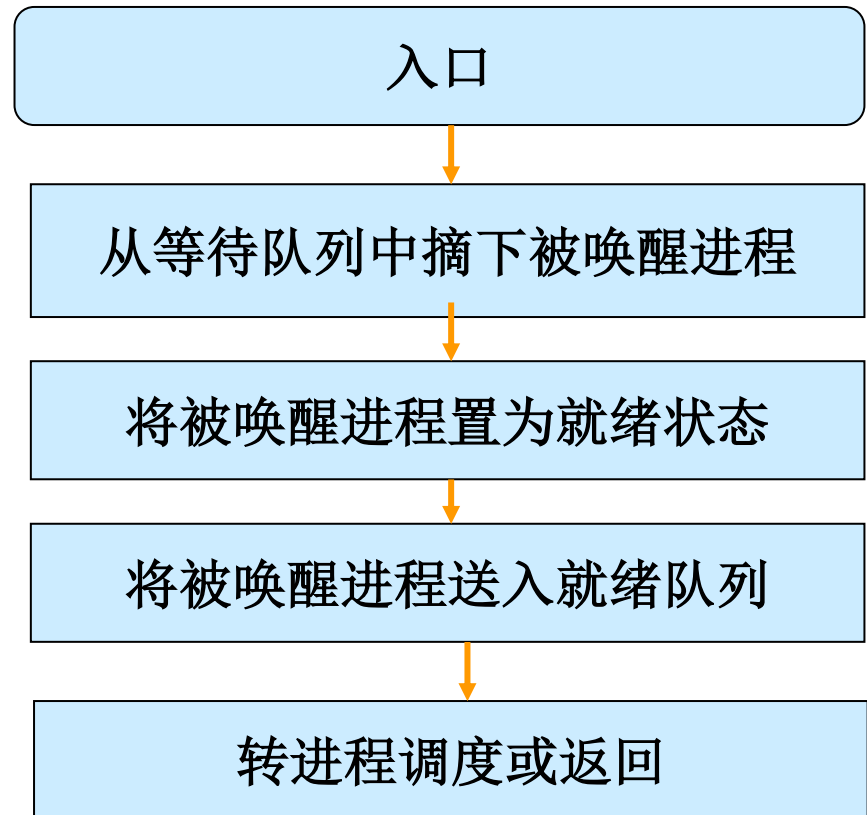 入口
从等待队列中摘下被唤醒进程
将被唤醒进程置为就绪状态
将被唤醒进程送入就绪队列
转进程调度或返回